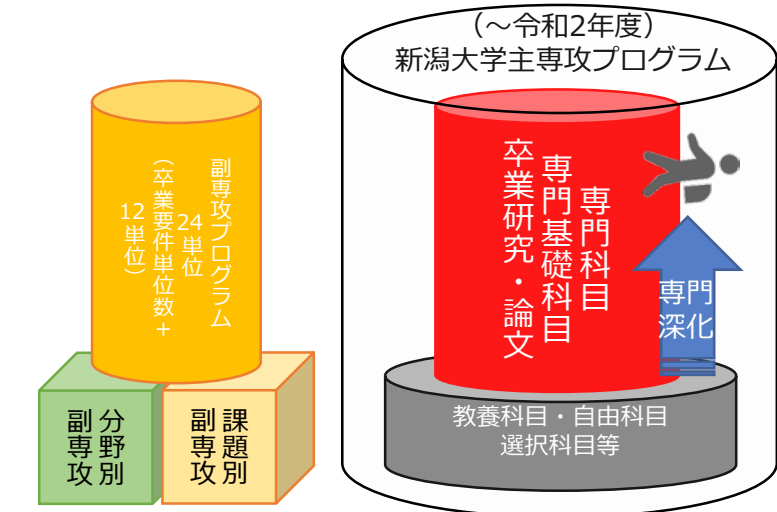 （～令和2年度）
新潟大学主専攻プログラム
副専攻プログラム
24単位
（卒業要件単位数＋
12単位）
専門科目
専門基礎科目
卒業研究・論文
専門
深化
分野別
副専攻
課題別
副専攻
教養科目・自由科目
選択科目等